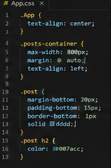 App.css
.App {
text-align: center;
.posts-container {
max-width: 800px;
margin: 0 auto;
text-align: left;
.post {
margin-bottom: 20px;
padding-bottom: 15px;
border-bottom: 1px
solid #dddd;
.post h2 {
color: #007acc;